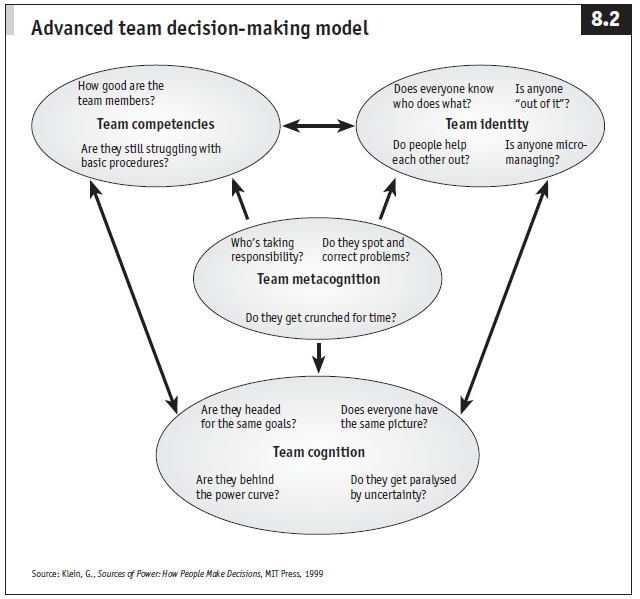 Advanced team decision-making model
8.2
How good are the
team members?
Team competencies
Are they still struggling with
basic procedures?
Does everyone know
who does what?
Is anyone
“out of it”?
Team identity
Do people help
each other out?
Is anyone micro-
managing?
Who’s taking
responsibility?
Do they spot and
correct problems?
Team metacognition
Do they get crunched for time?
Are they headed
for the same goals?
Does everyone have
the same picture?
Team cognition
Are they behind
the power curve?
Do they get paralysed
by uncertainty?
Source: Klein, G., Sources of Power: How People Make Decisions, MIT Press, 1999